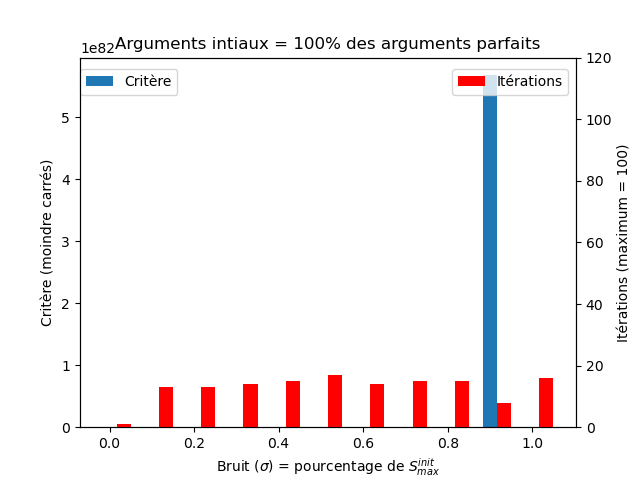 Arguments intiaux = 100% des arguments parfaits
1e82
Critère
Itérations
Critère (moindre carrés)
5
4
3
2
1
0
120
100
80
60
40
20
0
Itérations (maximum = 100)
0.0 0.2 0.4 0.6 0.8 1.0
Bruit (σ) = pourcentage de $S_{max}^{init}$